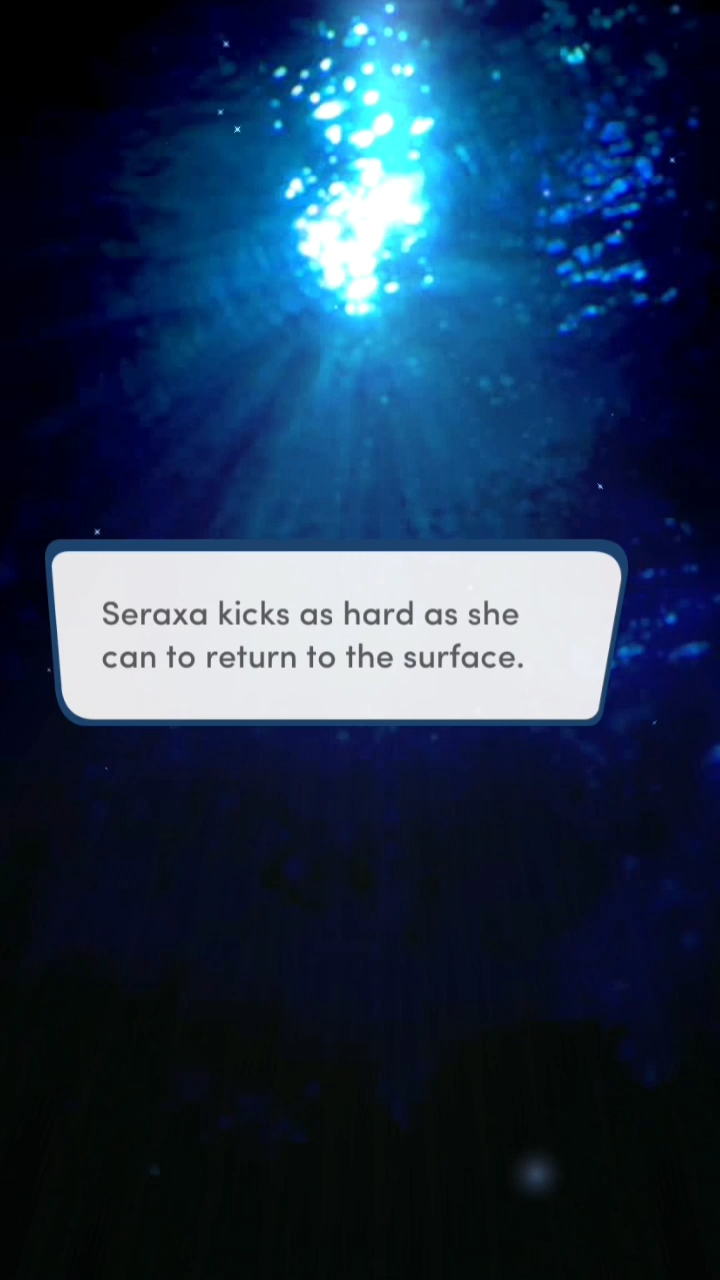 Seraxa kicks as hard as she
can to return to the surface.